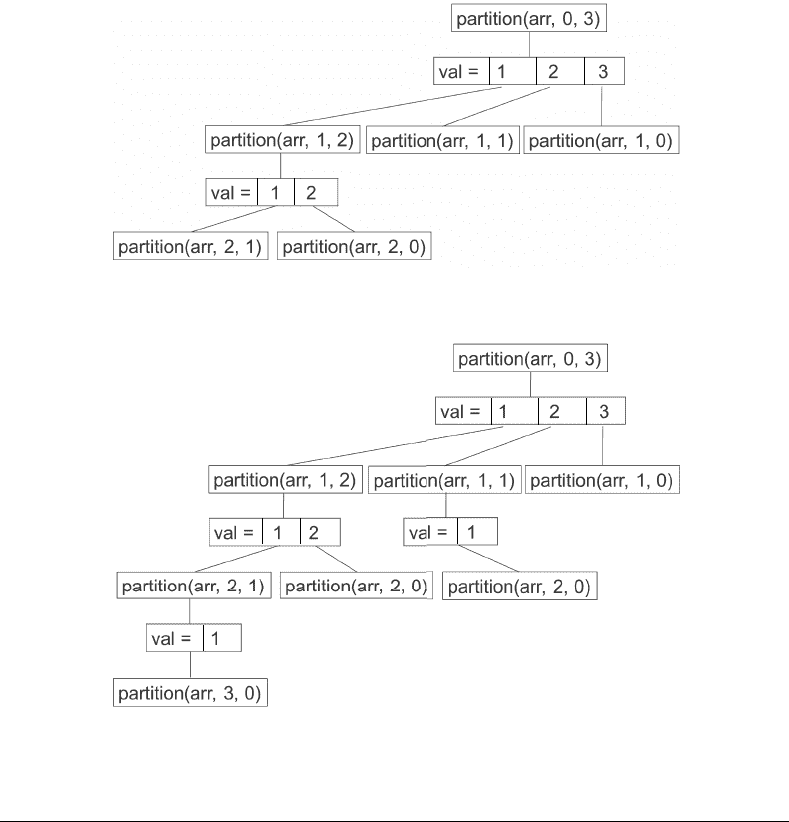 partition(arr, 0, 3)
val = 1 2 3
partition(arr, 1, 2) partition(arr, 1, 1) partition(arr, 1, 0)
val = 1 2
partition(arr, 2, 1) partition(arr, 2, 0)
partition(arr, 0, 3)
val = 1 2 3
partition(arr, 1, 2) partition(arr, 1, 1) partition(arr, 1, 0)
val = 1 2 val = 1
partition(arr, 2, 1) partition(arr, 2, 0) partition(arr, 2, 0)
val = 1
partition(arr, 3, 0)